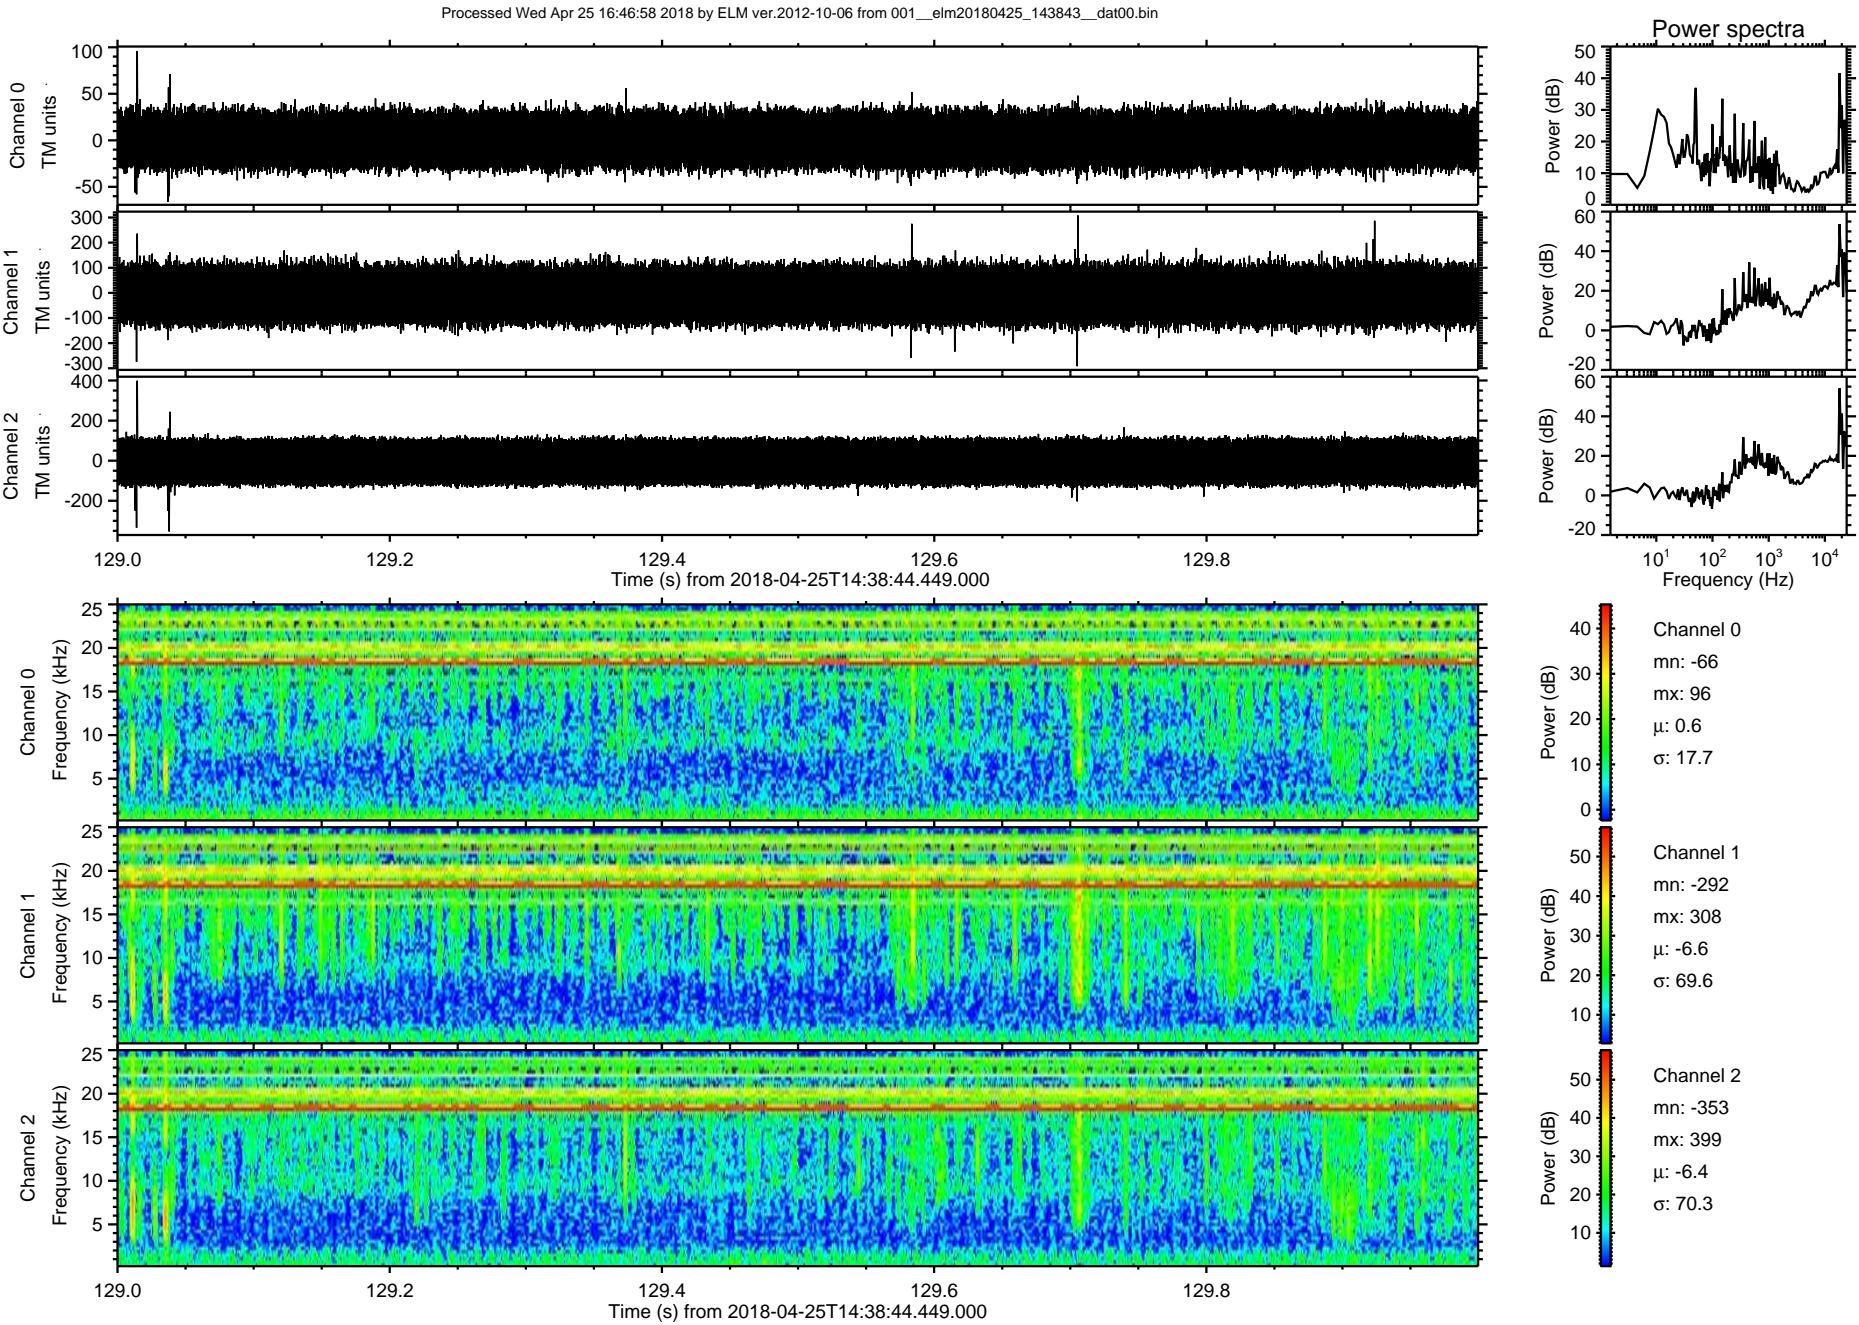 Processed Wed Apr 25 16:46:58 2018 by ELM ver.2012-10-06 from 001__elm20180425_143843__dat00.bin
Power spectra
Channel 0
TM units
100
50
0
-50
Power (dB)
50
40
30
20
10
0
Channel 1
TM units
300
200
100
0
-100
-200
-300
Power (dB)
60
40
20
0
-20
Channel 2
TM units
400
200
0
-200
Power (dB)
60
40
20
0
-20
129.0 129.2 129.4 129.6 129.8
Time (s) from 2018-04-25T14:38:44.449.000
10¹ 10² 10³ 10⁴
Frequency (Hz)
Channel 0
Frequency (kHz)
25
20
15
10
5
Power (dB)
40
30
20
10
0
Channel 0
mn: -66
mx: 96
µ: 0.6
σ: 17.7
Channel 1
Frequency (kHz)
25
20
15
10
5
Power (dB)
50
40
30
20
10
Channel 1
mn: -292
mx: 308
µ: -6.6
σ: 69.6
Channel 2
Frequency (kHz)
25
20
15
10
5
Power (dB)
50
40
30
20
10
Channel 2
mn: -353
mx: 399
µ: -6.4
σ: 70.3
129.0 129.2 129.4 129.6 129.8
Time (s) from 2018-04-25T14:38:44.449.000